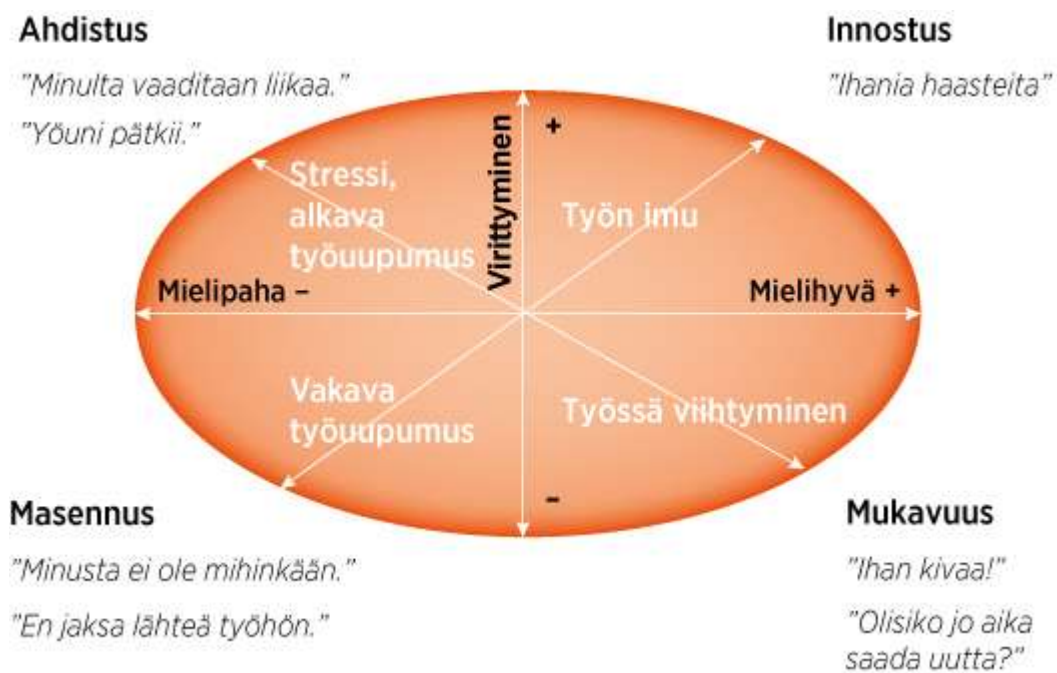 Ahdistus
"Minulta vaaditaan liikaa."
"Yöuni pätkii."
Innostus
"Ihania haasteita"
Virittyminen
+
Stressi,
alkava
työuupumus
Työn imu
Mielipaha –
Mielihyvä +
Vakava
työuupumus
Työssä viihtyminen
–
Masennus
"Minusta ei ole mihinkään."
"En jaksa lähteä työhön."
Mukavuus
"Ihan kivaa!"
"Olisiko jo aika
saada uutta?"